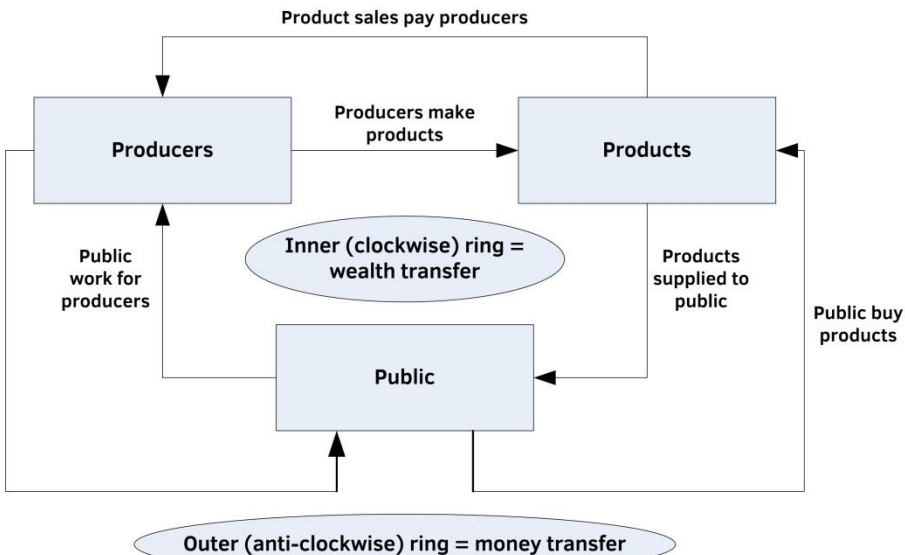 Product sales pay producers
Producers
Producers make
products
Products
Inner (clockwise) ring =
wealth transfer
Public
work for
producers
Products
supplied to
public
Public buy
products
Public
Outer (anti-clockwise) ring = money transfer